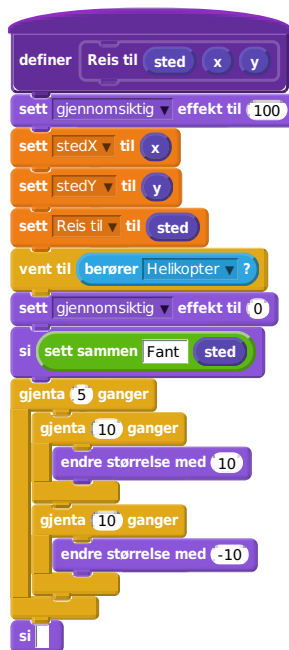 definer Reis til sted x y
sett gjennomsiktig effekt til 100
sett stedX til x
sett stedY til y
sett Reis til til sted
vent til berører Helikopter ?
sett gjennomsiktig effekt til 0
si sett sammen Fant sted
gjenta 5 ganger
gjenta 10 ganger
endre størrelse med 10
gjenta 10 ganger
endre størrelse med -10
si